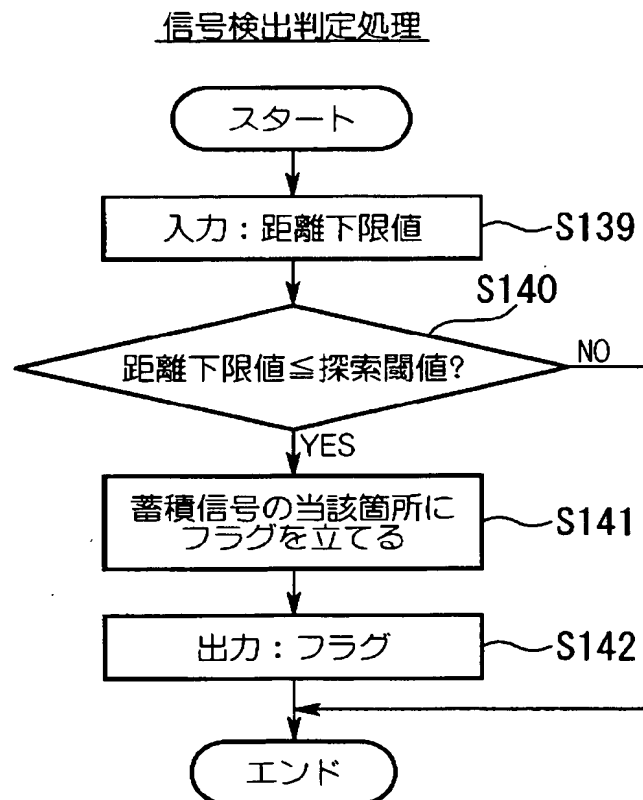 信号検出判定処理
スタート
入力：距離下限値
S139
S140
距離下限値≦探索閾値?
NO
YES
蓄積信号の当該箇所に
フラグを立てる
S141
出力：フラグ
S142
エンド